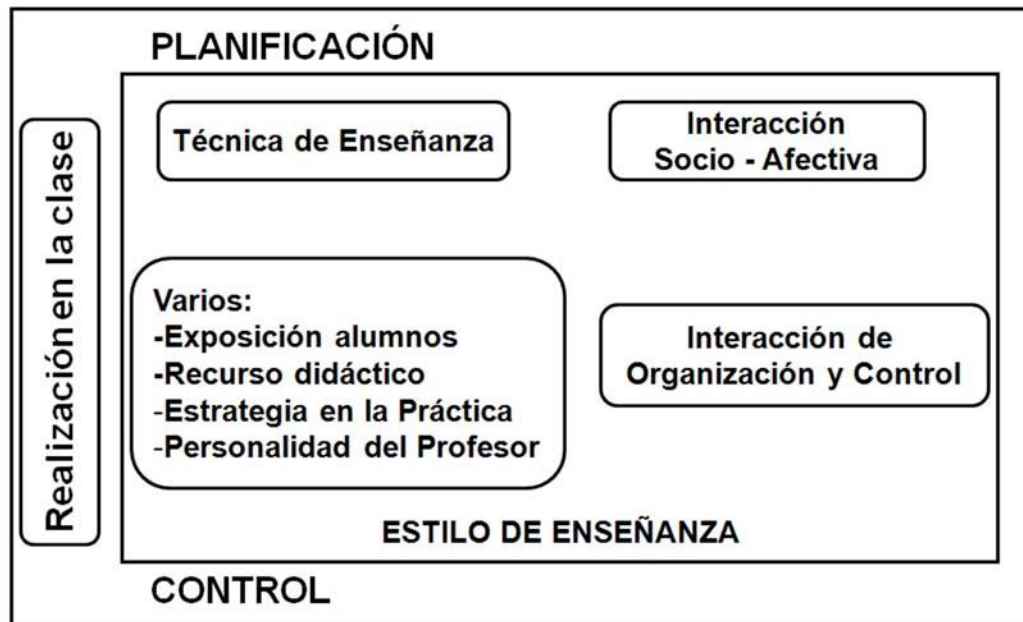 PLANIFICACIÓN
Realización en la clase
Técnica de Enseñanza
Interacción
Socio - Afectiva
Varios:
-Exposición alumnos
-Recurso didáctico
-Estrategia en la Práctica
-Personalidad del Profesor
Interacción de
Organización y Control
ESTILO DE ENSEÑANZA
CONTROL